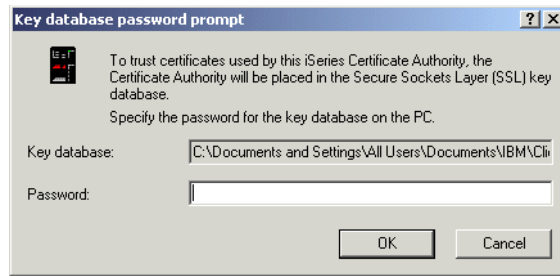 Key database password prompt
To trust certificates used by this iSeries Certificate Authority, the
Certificate Authority will be placed in the Secure Sockets Layer (SSL) key
database.
Specify the password for the key database on the PC.
Key database:
C:\Documents and Settings\All Users\Documents\IBM\Cli
Password:
OK
Cancel